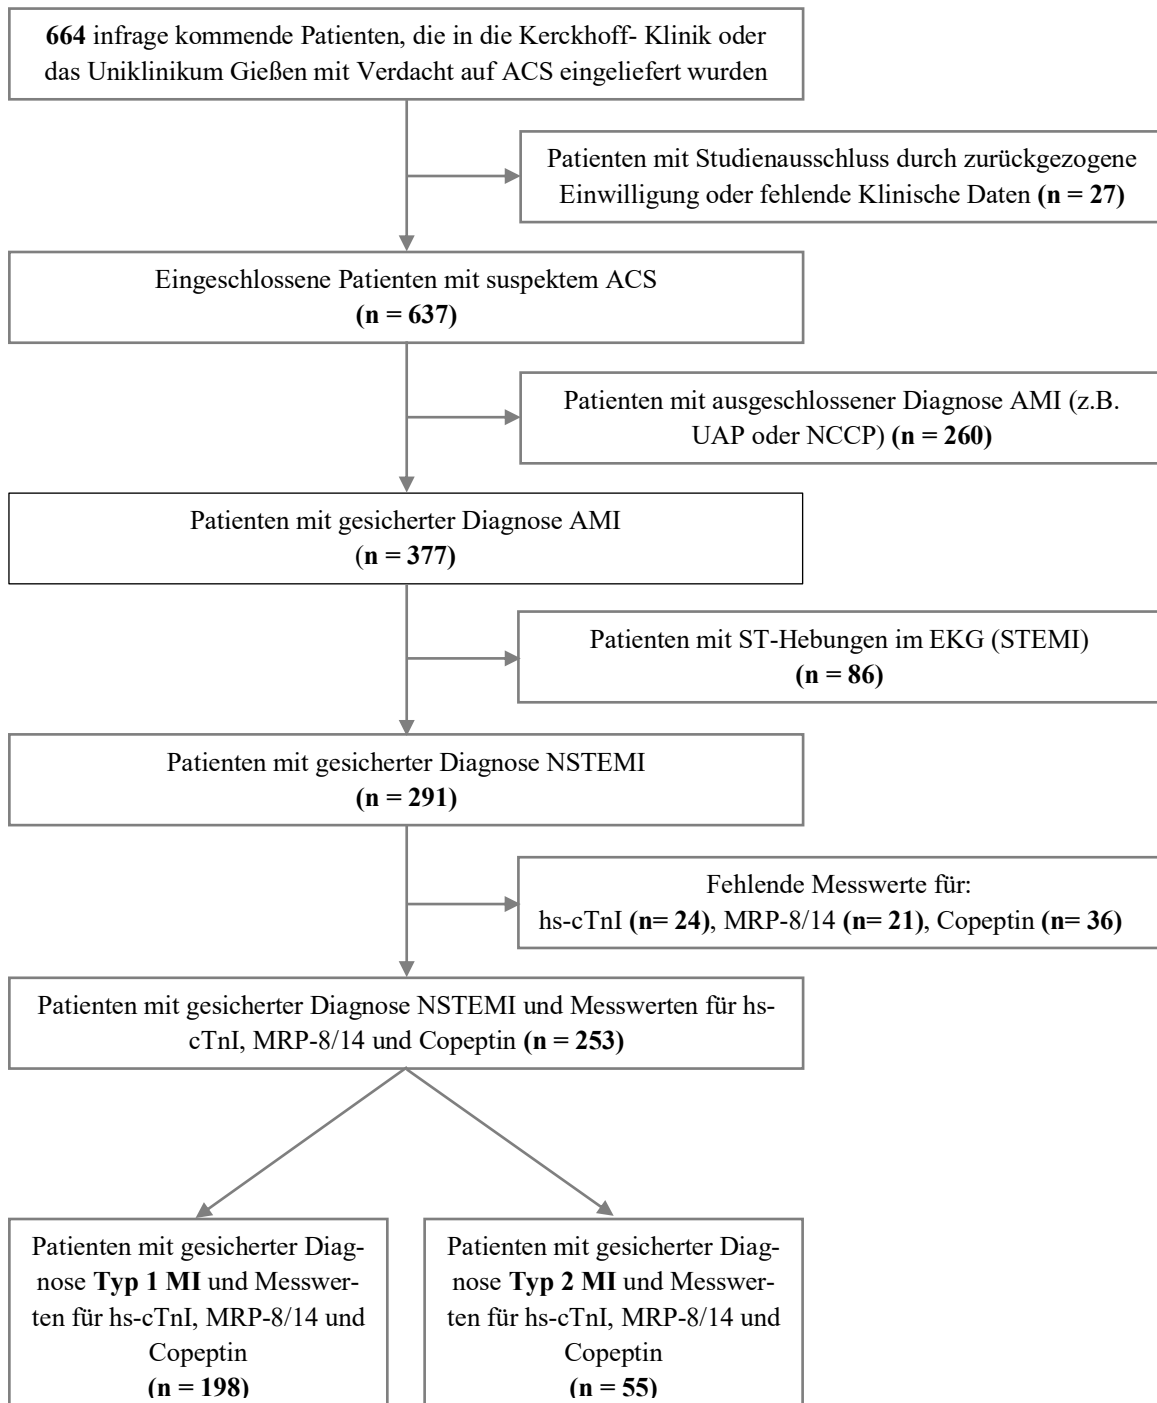 664 infrage kommende Patienten, die in die Kerckhoff- Klinik oder
das Uniklinikum Gießen mit Verdacht auf ACS eingeliefert wurden
Patienten mit Studienausschluss durch zurückgezogene
Einwilligung oder fehlende Klinische Daten (n = 27)
Eingeschlossene Patienten mit suspektem ACS
(n = 637)
Patienten mit ausgeschlossener Diagnose AMI (z.B.
UAP oder NCCP) (n = 260)
Patienten mit gesicherter Diagnose AMI
(n = 377)
Patienten mit ST-Hebungen im EKG (STEMI)
(n = 86)
Patienten mit gesicherter Diagnose NSTEMI
(n = 291)
Fehlende Messwerte für:
hs-cTnI (n= 24), MRP-8/14 (n= 21), Copeptin (n= 36)
Patienten mit gesicherter Diagnose NSTEMI und Messwerten für hs-
cTnI, MRP-8/14 und Copeptin (n = 253)
Patienten mit gesicherter Diag-
nose Typ 1 MI und Messwer-
ten für hs-cTnI, MRP-8/14 und
Copeptin
(n = 198)
Patienten mit gesicherter Diag-
nose Typ 2 MI und Messwer-
ten für hs-cTnI, MRP-8/14 und
Copeptin
(n = 55)